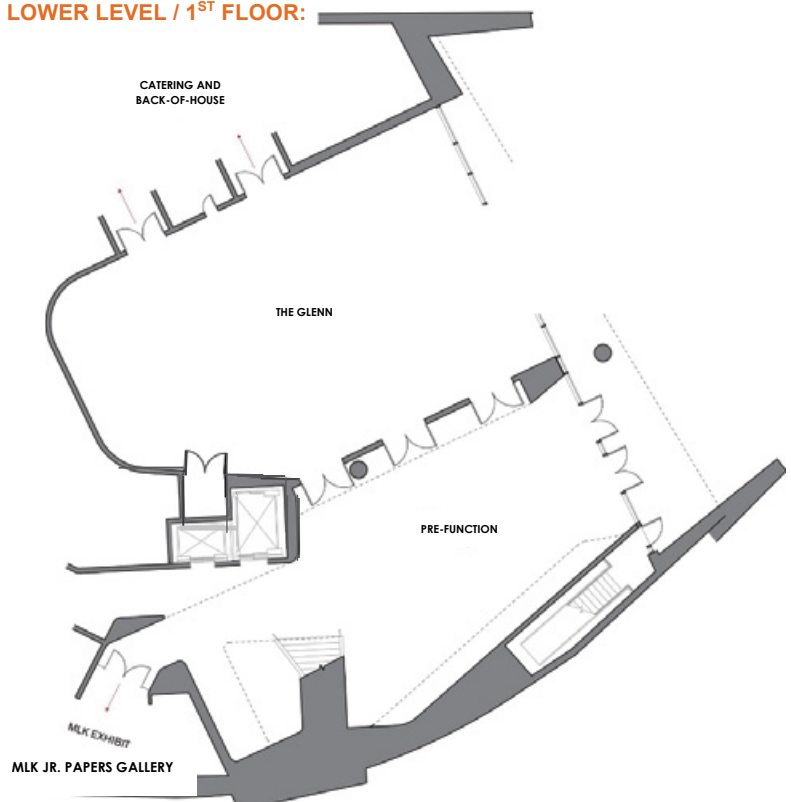 LOWER LEVEL / 1ST FLOOR:
CATERING AND
BACK-OF-HOUSE
THE GLENN
PRE-FUNCTION
MLK EXHIBIT
MLK JR. PAPERS GALLERY